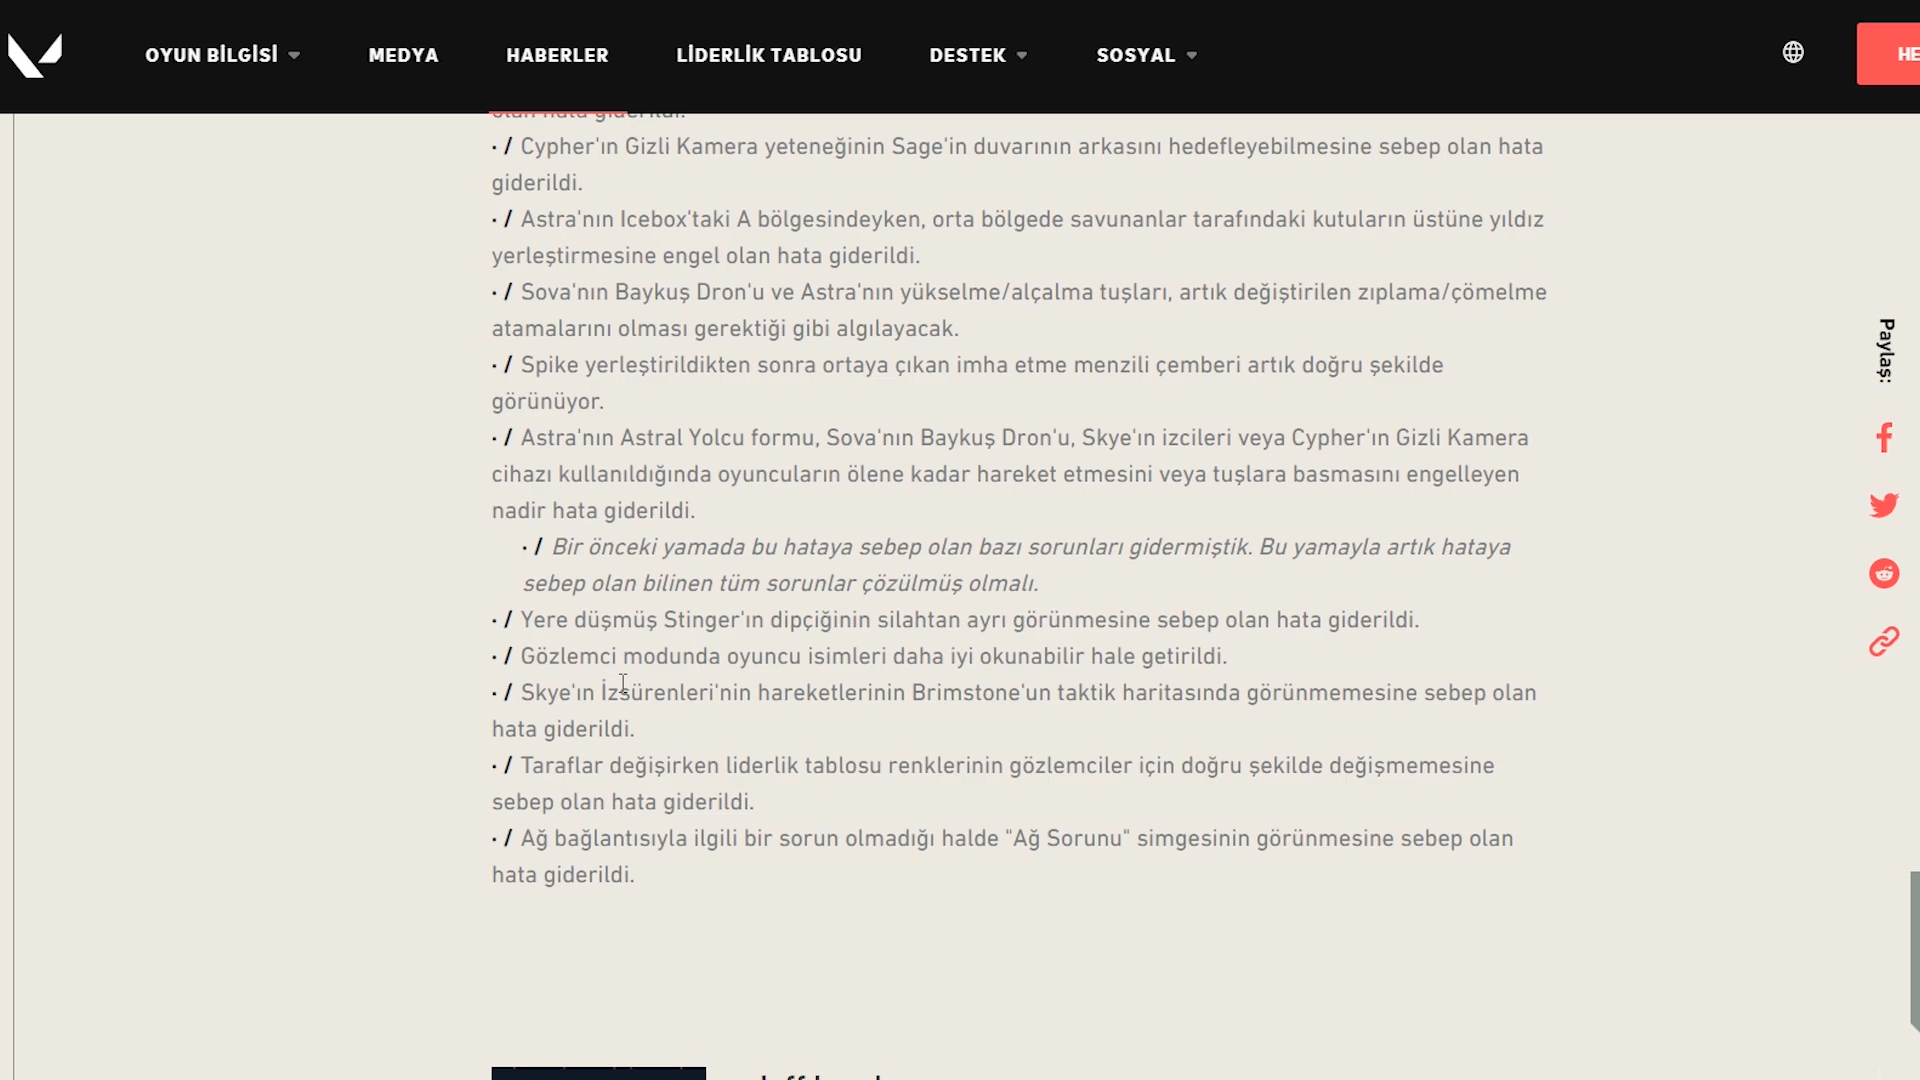 OYUN BİLGİSİ MEDYA HABERLER LİDERLİK TABLOSU DESTEK SOSYAL HE
olan hata giderildi.
· / Cypher'ın Gizli Kamera yeteneğinin Sage'in duvarının arkasını hedefleyebilmesine sebep olan hata
giderildi.
· / Astra'nın Icebox'taki A bölgesindeyken, orta bölgede savunanlar tarafındaki kutuların üstüne yıldız
yerleştirmesine engel olan hata giderildi.
· / Sova'nın Baykuş Dron'u ve Astra'nın yükselme/alçalma tuşları, artık değiştirilen zıplama/çömelme
atamalarını olması gerektiği gibi algılayacak.
· / Spike yerleştirildikten sonra ortaya çıkan imha etme menzili çemberi artık doğru şekilde
görünüyor.
· / Astra'nın Astral Yolcu formu, Sova'nın Baykuş Dron'u, Skye'ın izcileri veya Cypher'ın Gizli Kamera
cihazı kullanıldığında oyuncuların ölene kadar hareket etmesini veya tuşlara basmasını engelleyen
nadir hata giderildi.
· / Bir önceki yamada bu hataya sebep olan bazı sorunları gidermiştik. Bu yamayla artık hataya
sebep olan bilinen tüm sorunlar çözülmüş olmalı.
· / Yere düşmüş Stinger'ın dipçiğinin silahtan ayrı görünmesine sebep olan hata giderildi.
· / Gözlemci modunda oyuncu isimleri daha iyi okunabilir hale getirildi.
· / Skye'ın İzsürenleri'nin hareketlerinin Brimstone'un taktik haritasında görünmemesine sebep olan
hata giderildi.
· / Taraflar değişirken liderlik tablosu renklerinin gözlemciler için doğru şekilde değişmemesine
sebep olan hata giderildi.
· / Ağ bağlantısıyla ilgili bir sorun olmadığı halde "Ağ Sorunu" simgesinin görünmesine sebep olan
hata giderildi.
Paylaş: